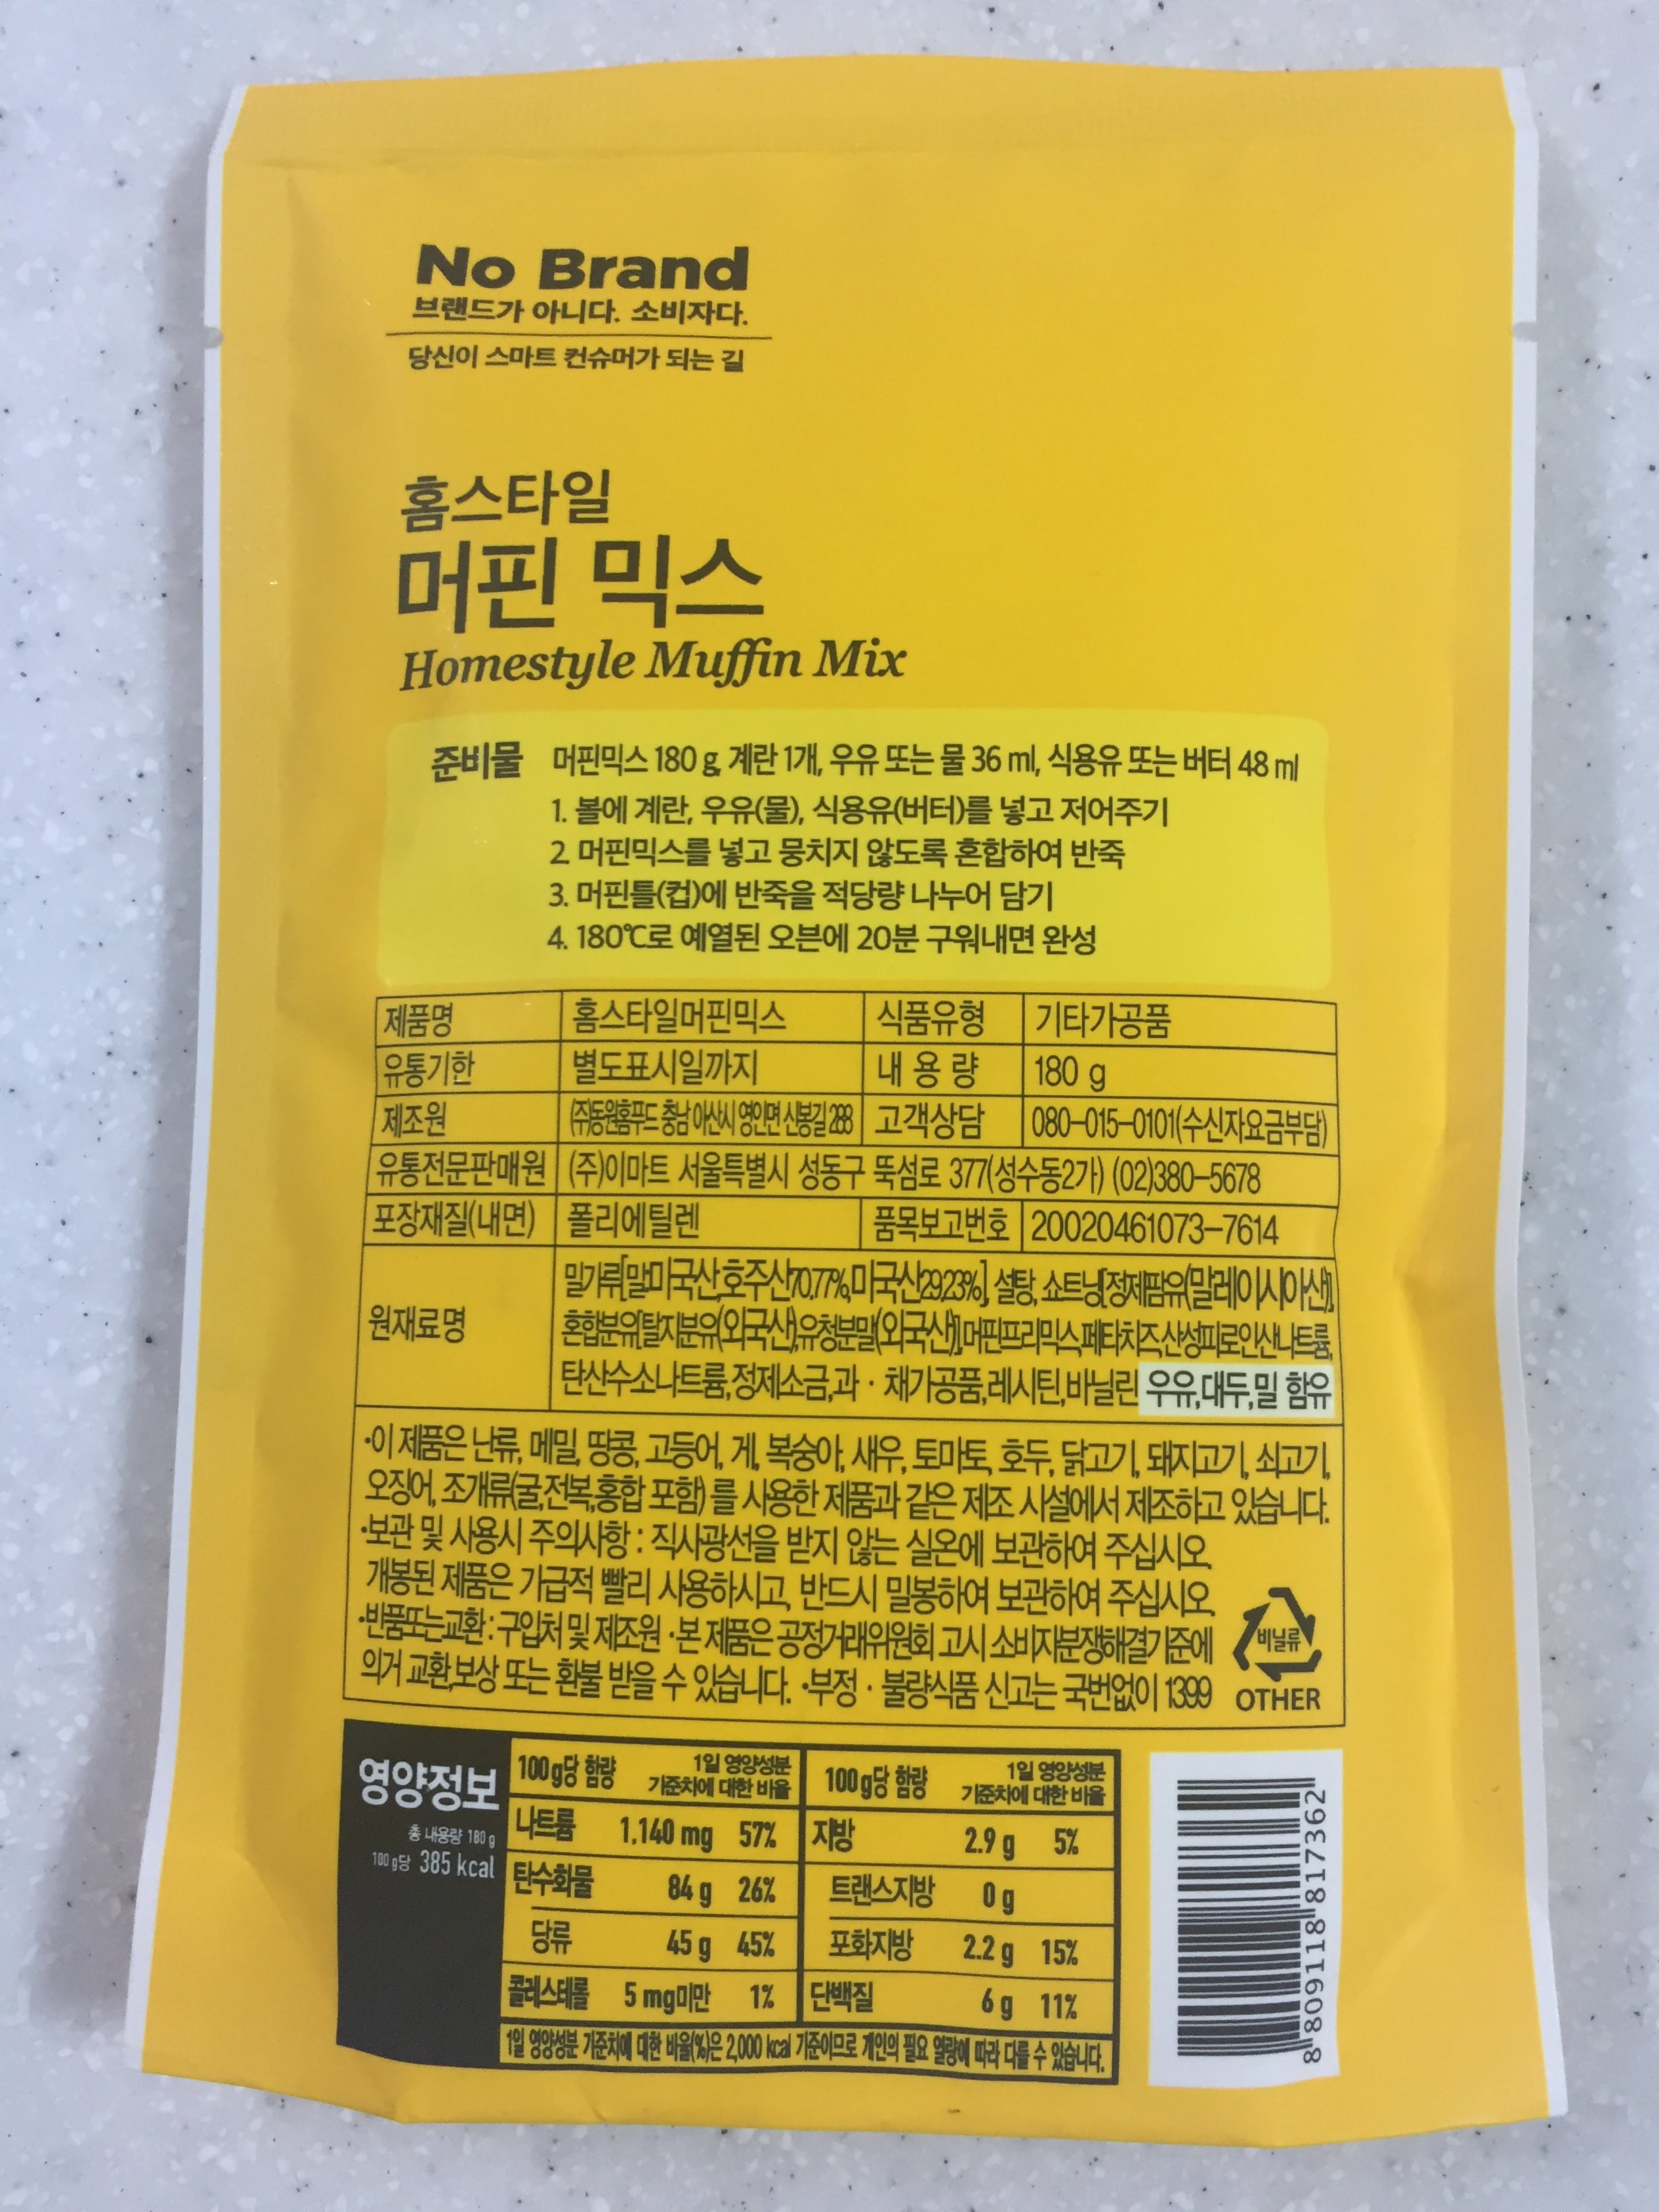 No Brand
브랜드가 아니다. 소비자다.
당신이 스마트 컨슈머가 되는 길
홈스타일
머핀 믹스
Homestyle Muffin Mix
준비물 머핀믹스 180 g, 계란 1개, 우유 또는 물 36 ml, 식용유 또는 버터 48 ml
1. 볼에 계란, 우유(물), 식용유(버터)를 넣고 저어주기
2. 머핀믹스를 넣고 뭉치지 않도록 혼합하여 반죽
3. 머핀틀(컵)에 반죽을 적당량 나누어 담기
4. 180℃로 예열된 오븐에 20분 구워내면 완성
제품명 홈스타일머핀믹스 식품유형 기타가공품
유통기한 별도표시일까지 내 용 량 180 g
제조원 (주)동원홈푸드 충남 아산시 영인면 신봉길 288 고객상담 080-015-0101(수신자요금부담)
유통전문판매원 (주)이마트 서울특별시 성동구 뚝섬로 377(성수동2가) (02)380-5678
포장재질(내면) 폴리에틸렌 품목보고번호 20020461073-7614
밀가루[밀(미국산,호주산)70.77%,미국산29.23%], 설탕, 쇼트닝[정제팜유(말레이시아산)],
원재료명 혼합분유[탈지분유(외국산),유청분말(외국산)],머핀프리믹스,페타치즈,산성피로인산나트륨,
탄산수소나트륨,정제소금,과 · 채가공품,레시틴,바닐린 우유,대두,밀 함유
·이 제품은 난류, 메밀, 땅콩, 고등어, 게, 복숭아, 새우, 토마토, 호두, 닭고기, 돼지고기, 쇠고기,
오징어, 조개류(굴,전복,홍합 포함) 를 사용한 제품과 같은 제조 시설에서 제조하고 있습니다.
·보관 및 사용시 주의사항 : 직사광선을 받지 않는 실온에 보관하여 주십시오.
개봉된 제품은 가급적 빨리 사용하시고, 반드시 밀봉하여 보관하여 주십시오.
·반품또는교환 : 구입처 및 제조원 ·본 제품은 공정거래위원회 고시 소비자분쟁해결기준에
의거 교환,보상 또는 환불 받을 수 있습니다. ·부정 · 불량식품 신고는 국번없이 1399
비닐류
OTHER
영양정보
총 내용량 180 g
100 g당 385 kcal
100 g당 함량 1일 영양성분 기준치에 대한 비율 100 g당 함량 1일 영양성분 기준치에 대한 비율
나트륨 1,140 mg 57% 지방 2.9 g 5%
탄수화물 84 g 26% 트랜스지방 0 g
당류 45 g 45% 포화지방 2.2 g 15%
콜레스테롤 5 mg미만 1% 단백질 6 g 11%
1일 영양성분 기준치에 대한 비율(%)은 2,000 kcal 기준이므로 개인의 필요 열량에 따라 다를 수 있습니다.
8 809118 817362